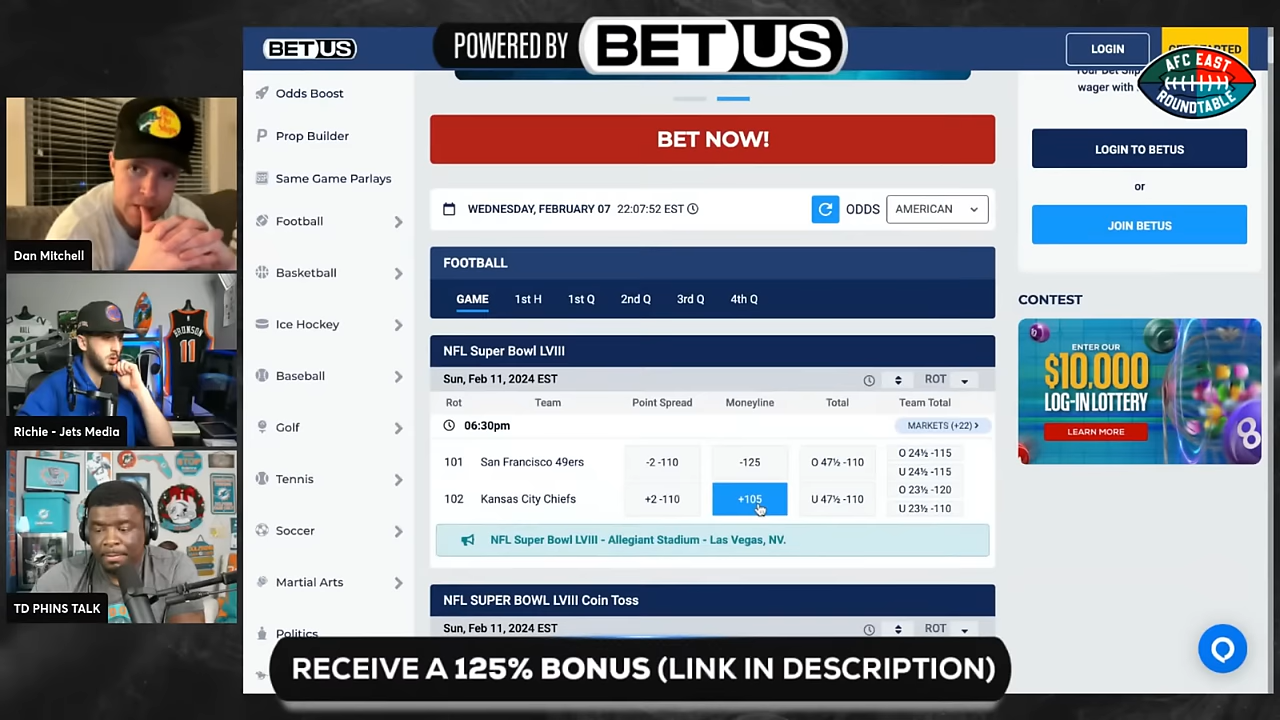 POWERED BY BETUS
BETUS
LOGIN
AFC EAST
ROUNDTABLE
Odds Boost
Prop Builder
Same Game Parlays
Football
Basketball
Ice Hockey
Baseball
Golf
Tennis
Soccer
Martial Arts
Politics
BET NOW!
WEDNESDAY, FEBRUARY 07 22:07:52 EST
ODDS
AMERICAN
FOOTBALL
GAME 1st H 1st Q 2nd Q 3rd Q 4th Q
NFL Super Bowl LVIII
Sun, Feb 11, 2024 EST
ROT
Rot Team Point Spread Moneyline Total Team Total
06:30pm
MARKETS (+22)
101 San Francisco 49ers -2 -110 -125 O 47½ -110 O 24½ -115
U 24½ -115
102 Kansas City Chiefs +2 -110 +105 U 47½ -110 O 23½ -120
U 23½ -110
NFL Super Bowl LVIII - Allegiant Stadium - Las Vegas, NV.
NFL SUPER BOWL LVIII Coin Toss
Sun, Feb 11, 2024 EST
ROT
Your Bet Slip
wager with
LOGIN TO BETUS
or
JOIN BETUS
CONTEST
ENTER OUR
$10,000
LOG-IN LOTTERY
LEARN MORE
8
Dan Mitchell
BRUNSON
11
Richie - Jets Media
TD PHINS TALK
RECEIVE A 125% BONUS (LINK IN DESCRIPTION)